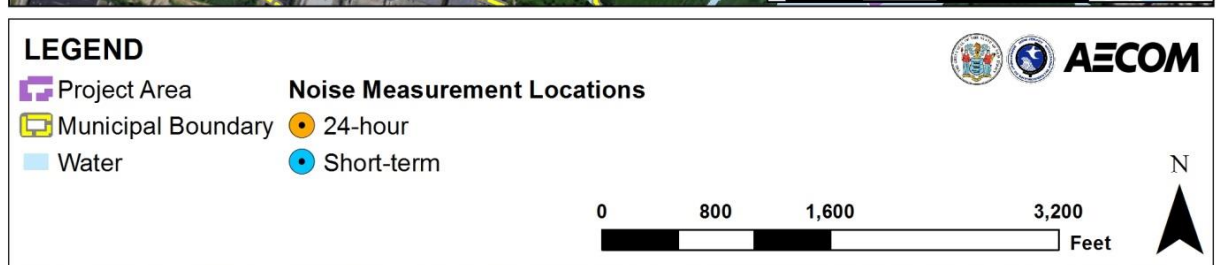 LEGEND
AECOM
Project Area
Noise Measurement Locations
Municipal Boundary
24-hour
Water
Short-term
N
0 800 1,600 3,200
Feet